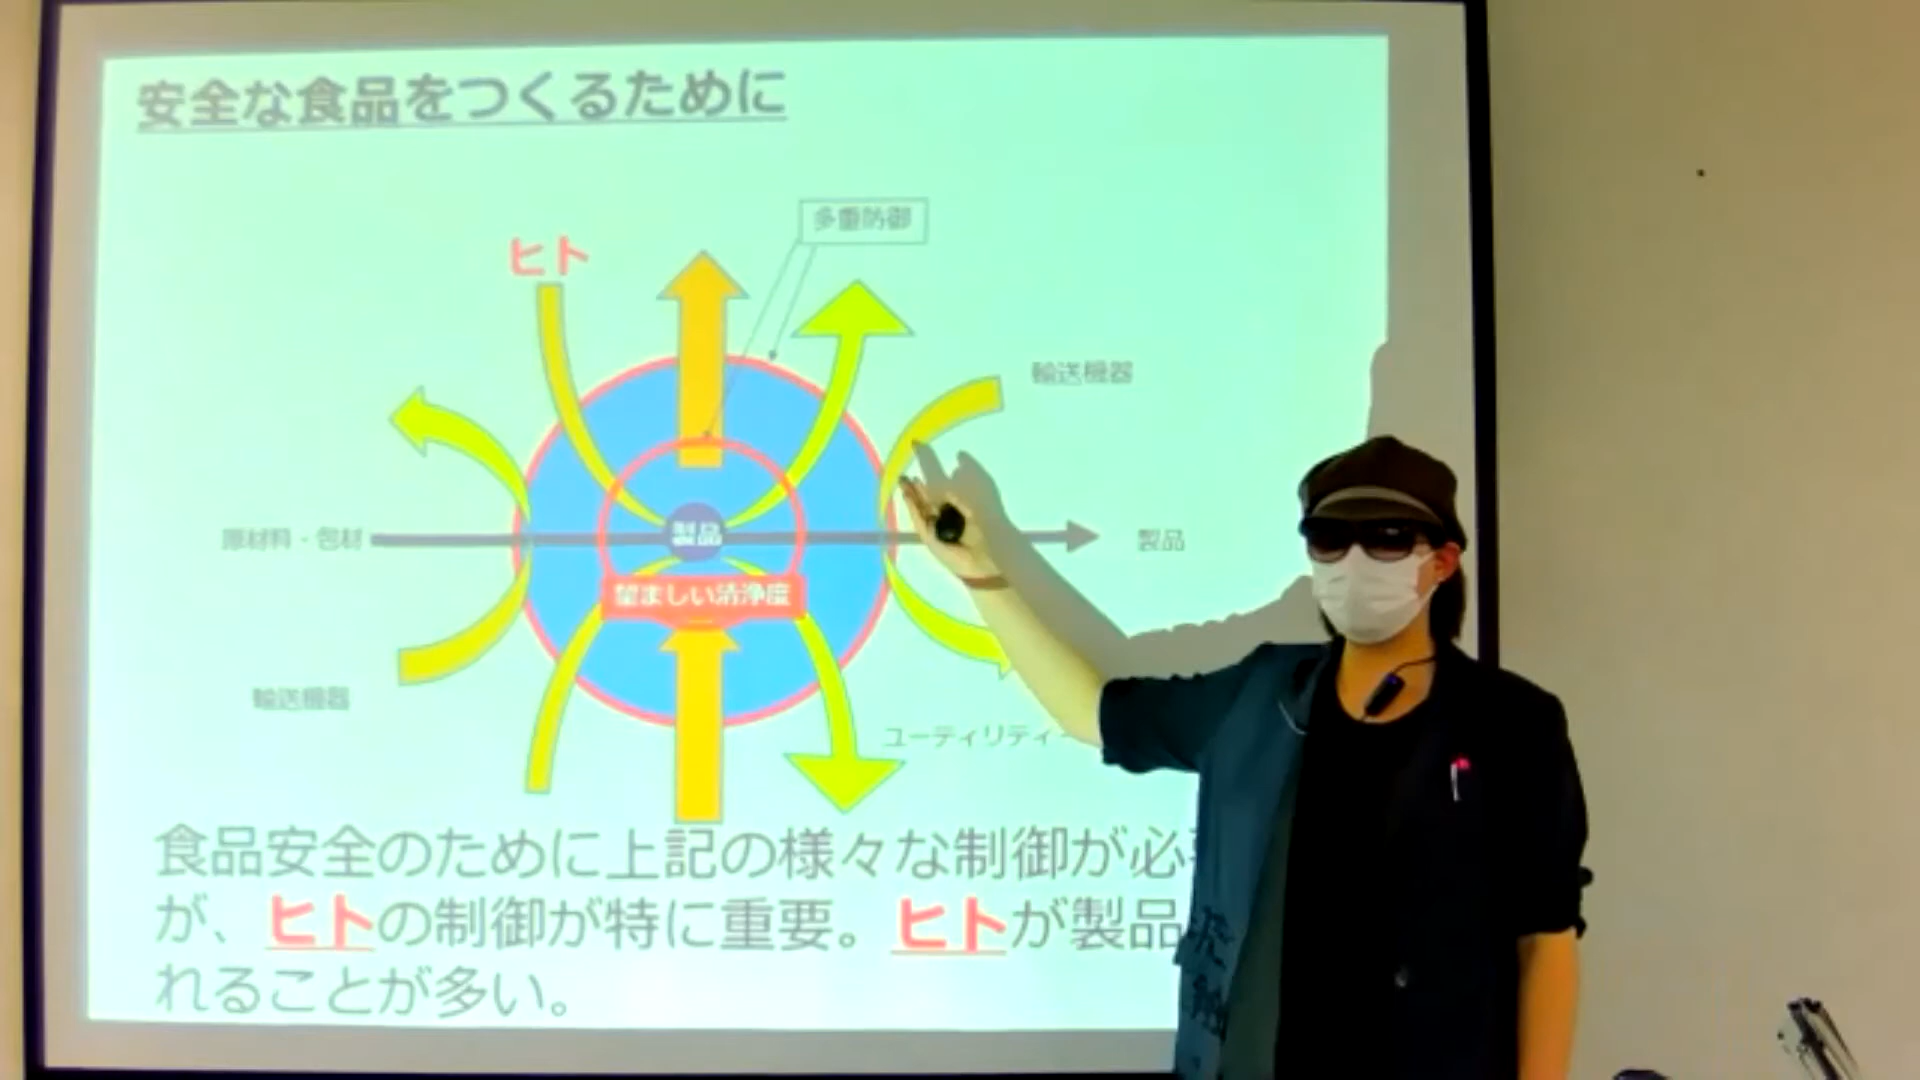 安全な食品をつくるために
多重防御
ヒト
輸送機器
原材料・包材
製品
製品
望ましい清浄度
輸送機器
ユーティリティー
食品安全のために上記の様々な制御が必
が、ヒトの制御が特に重要。ヒトが製品
れることが多い。